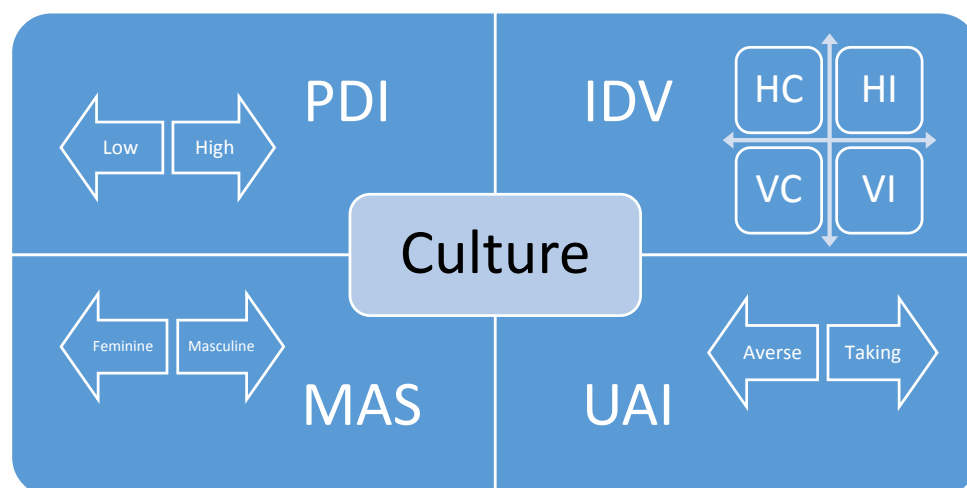 PDI
Low
High
IDV
HC
HI
VC
VI
Culture
Feminine
Masculine
MAS
UAI
Averse
Taking